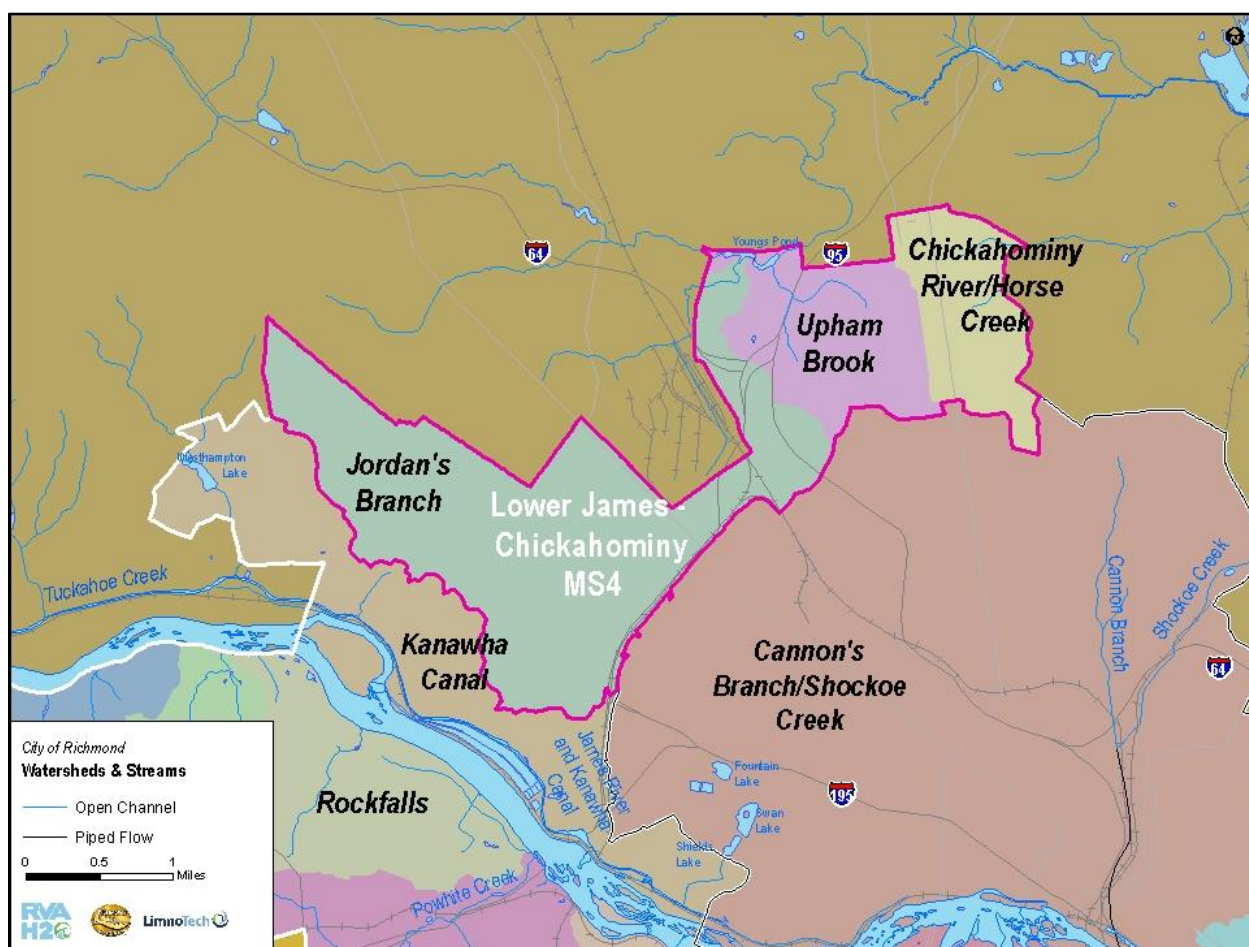 Youngs Pond
64
95
Chickahominy
River/Horse
Creek
Upham
Brook
Westhampton
Lake
Jordan's
Branch
Lower James -
Chickahominy
MS4
Tuckahoe Creek
Kanawha
Canal
Cannon's
Branch/Shockoe
Creek
Cannon Branch
Shockoe Creek
64
James River
and Kanawha
Canal
Fountain
Lake
195
Swan
Lake
Shields
Lake
Rockfalls
Powhite Creek
City of Richmond
Watersheds & Streams
Open Channel
Piped Flow
0 0.5 1
Miles
RVA
H2O
LimnoTech